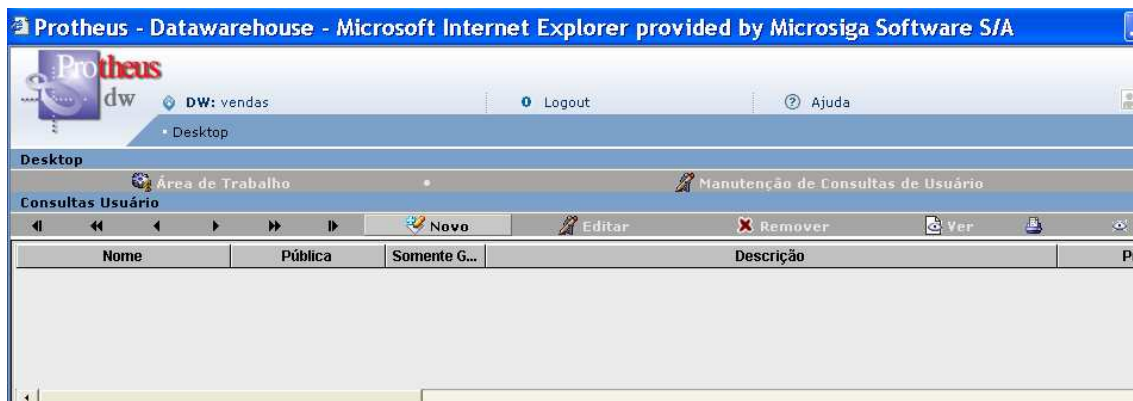 Protheus - Datawarehouse - Microsoft Internet Explorer provided by Microsiga Software S/A
Protheus
dw
DW: vendas Logout Ajuda
Desktop
Desktop
Área de Trabalho Manutenção de Consultas de Usuário
Consultas Usuário
Novo Editar Remover Ver
Nome Pública Somente G... Descrição